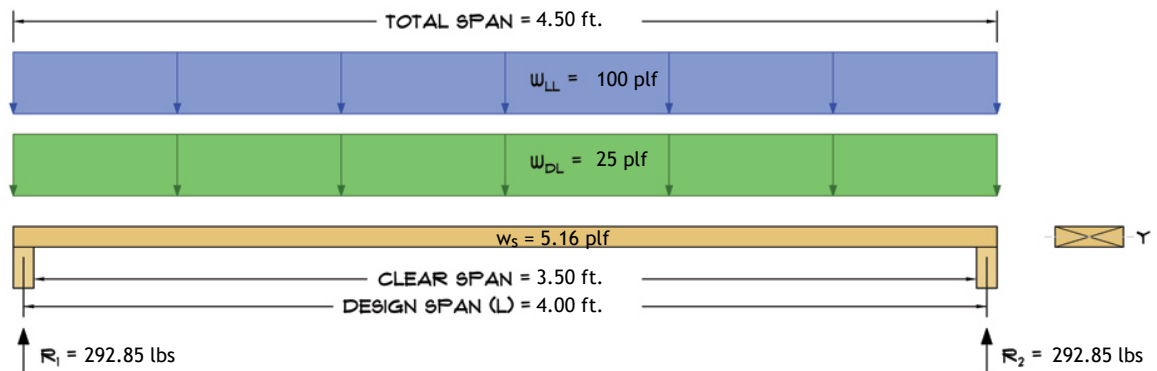 TOTAL SPAN = 4.50 ft.
wLL = 100 plf
wDL = 25 plf
ws = 5.16 plf
Y
CLEAR SPAN = 3.50 ft.
DESIGN SPAN (L) = 4.00 ft.
R1 = 292.85 lbs
R2 = 292.85 lbs